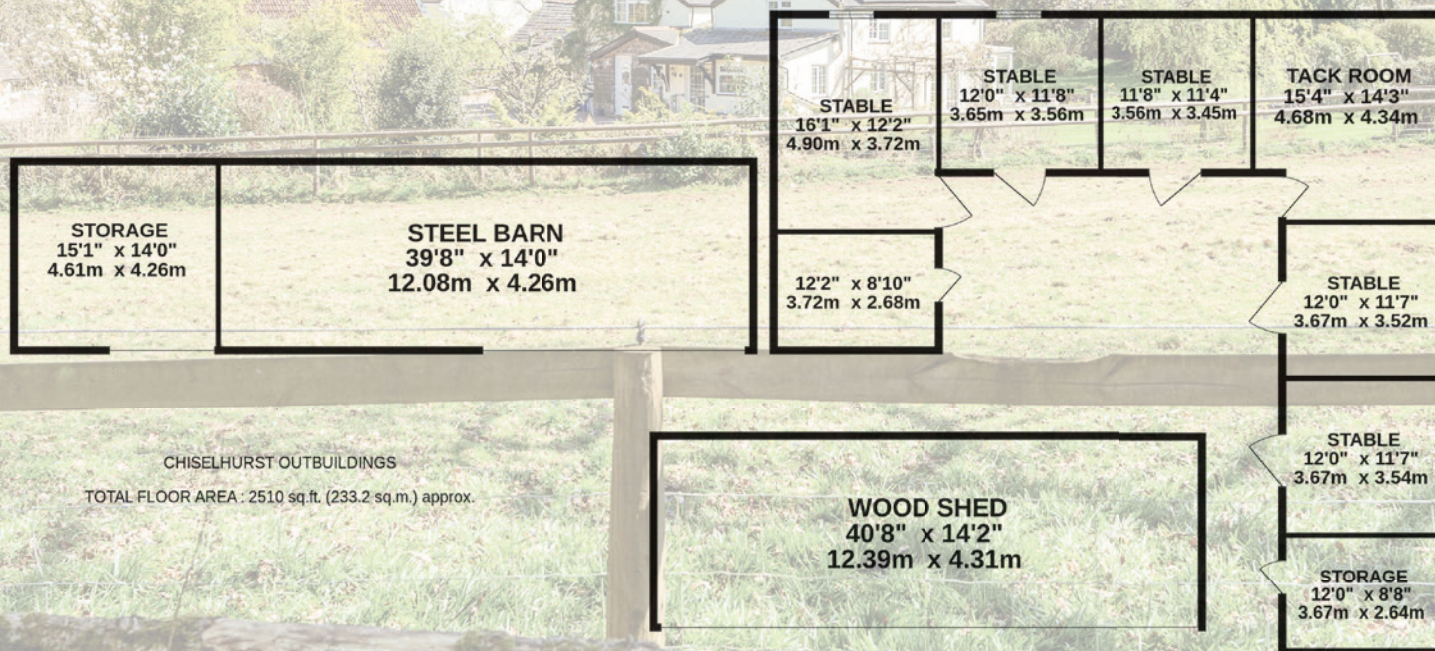 STABLE
16'1" x 12'2"
4.90m x 3.72m
STABLE
12'0" x 11'8"
3.65m x 3.56m
STABLE
11'8" x 11'4"
3.56m x 3.45m
TACK ROOM
15'4" x 14'3"
4.68m x 4.34m
STORAGE
15'1" x 14'0"
4.61m x 4.26m
STEEL BARN
39'8" x 14'0"
12.08m x 4.26m
12'2" x 8'10"
3.72m x 2.68m
STABLE
12'0" x 11'7"
3.67m x 3.52m
STABLE
12'0" x 11'7"
3.67m x 3.54m
STORAGE
12'0" x 8'8"
3.67m x 2.64m
WOOD SHED
40'8" x 14'2"
12.39m x 4.31m
CHISELHURST OUTBUILDINGS
TOTAL FLOOR AREA : 2510 sq.ft. (233.2 sq.m.) approx.